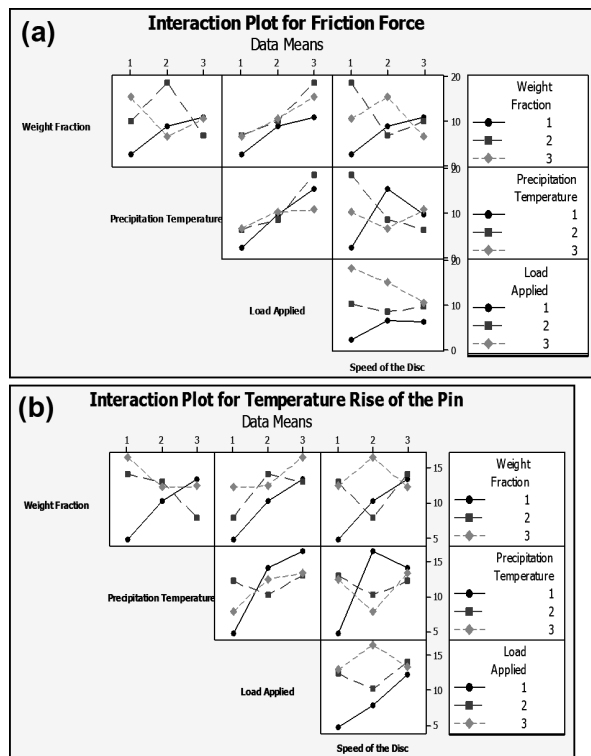 (a)
Interaction Plot for Friction Force
Data Means
1 2 3 1 2 3 1 2 3
Weight Fraction
20
10
0
Weight
Fraction
1
2
3
Precipitation Temperature
20
10
0
Precipitation
Temperature
1
2
3
Load Applied
20
10
0
Load
Applied
1
2
3
Speed of the Disc
(b)
Interaction Plot for Temperature Rise of the Pin
Data Means
1 2 3 1 2 3 1 2 3
Weight Fraction
15
10
5
Weight
Fraction
1
2
3
Precipitation Temperature
15
10
5
Precipitation
Temperature
1
2
3
Load Applied
15
10
5
Load
Applied
1
2
3
Speed of the Disc